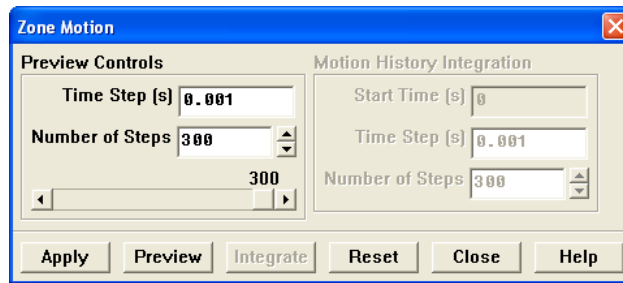 Zone Motion
Preview Controls
Time Step (s) 0.001
Number of Steps 300
300
Motion History Integration
Start Time (s) 0
Time Step (s) 0.001
Number of Steps 300
Apply Preview Integrate Reset Close Help